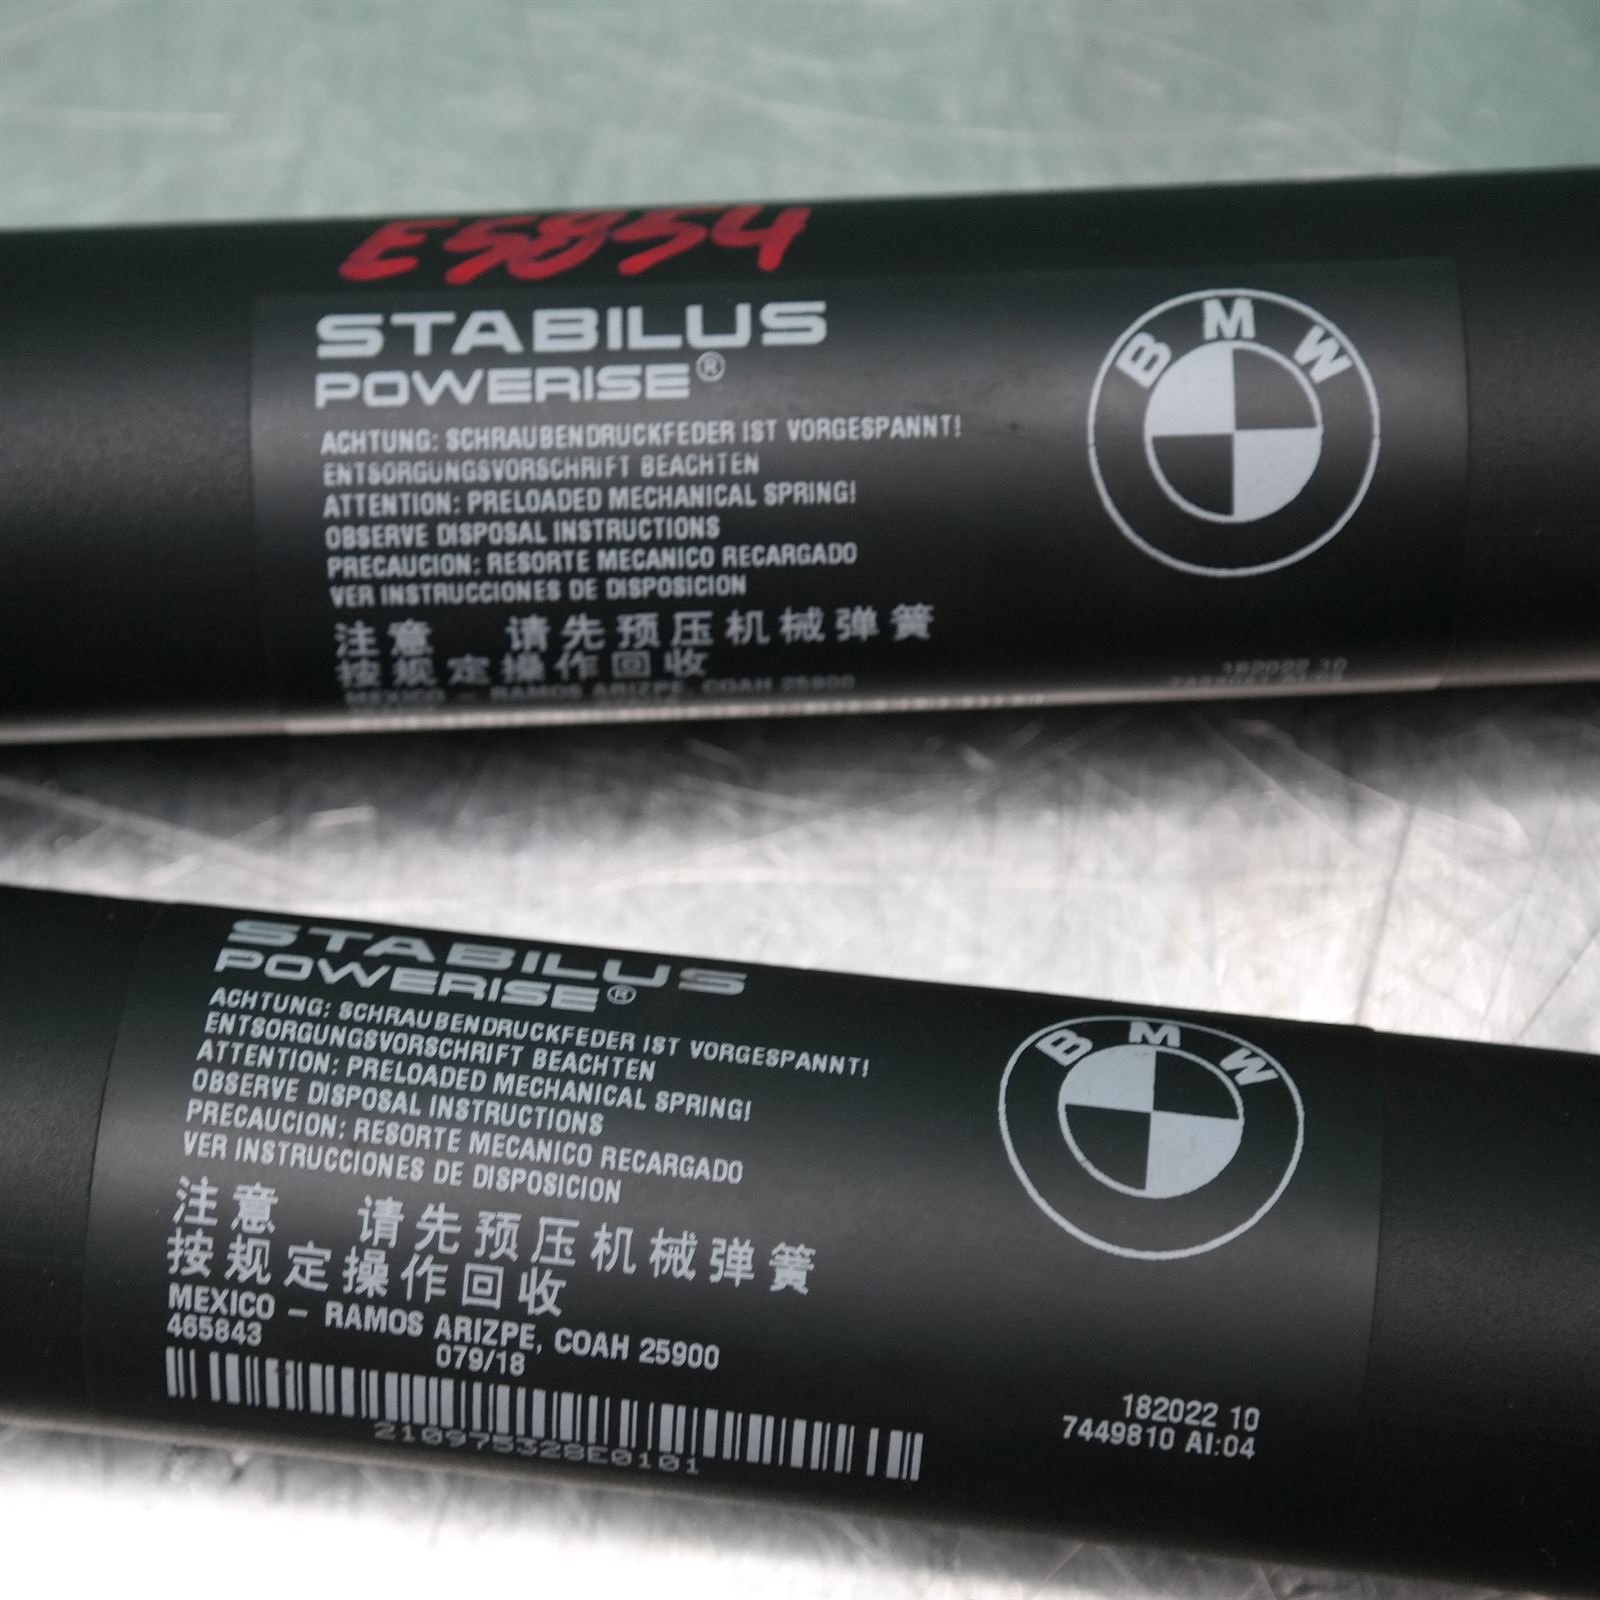 E5854
STABILUS
POWERISE®
ACHTUNG: SCHRAUBENDRUCKFEDER IST VORGESPANNT!
ENTSORGUNGSVORSCHRIFT BEACHTEN
ATTENTION: PRELOADED MECHANICAL SPRING!
OBSERVE DISPOSAL INSTRUCTIONS
PRECAUCION: RESORTE MECANICO RECARGADO
VER INSTRUCCIONES DE DISPOSICION
注意 请先预压机械弹簧
按规定操作回收
MEXICO - RAMOS ARIZPE, COAH 25900
BMW
182022 10
STABILUS
POWERISE®
ACHTUNG: SCHRAUBENDRUCKFEDER IST VORGESPANNT!
ENTSORGUNGSVORSCHRIFT BEACHTEN
ATTENTION: PRELOADED MECHANICAL SPRING!
OBSERVE DISPOSAL INSTRUCTIONS
PRECAUCION: RESORTE MECANICO RECARGADO
VER INSTRUCCIONES DE DISPOSICION
注意 请先预压机械弹簧
按规定操作回收
MEXICO - RAMOS ARIZPE, COAH 25900
465843 079/18
210975328E0101
BMW
182022 10
7449810 AI:04